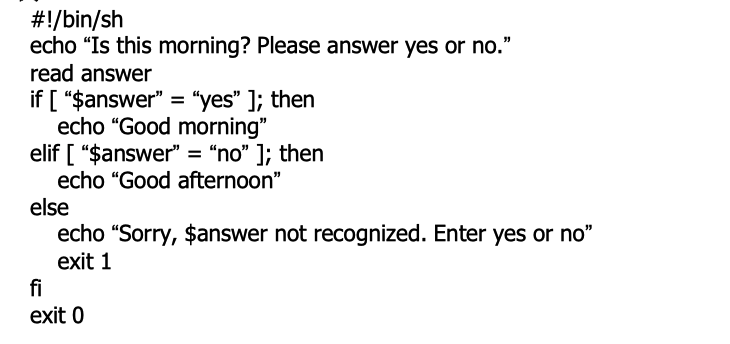 #!/bin/sh
echo “Is this morning? Please answer yes or no.”
read answer
if [ “$answer” = “yes” ]; then
echo “Good morning”
elif [ “$answer” = “no” ]; then
echo “Good afternoon”
else
echo “Sorry, $answer not recognized. Enter yes or no”
exit 1
fi
exit 0